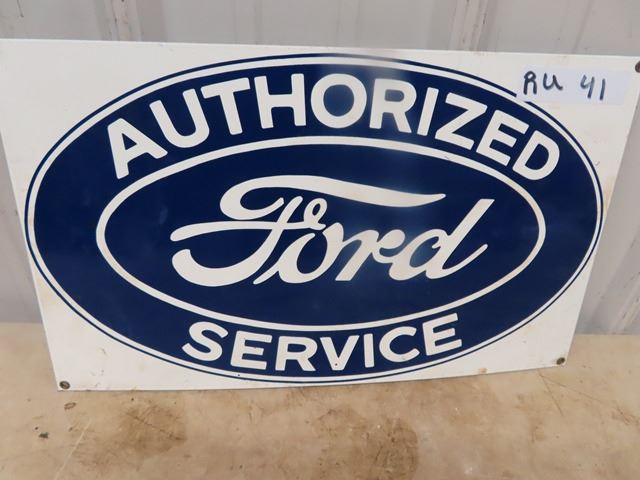 RU 41
AUTHORIZED
Ford
SERVICE